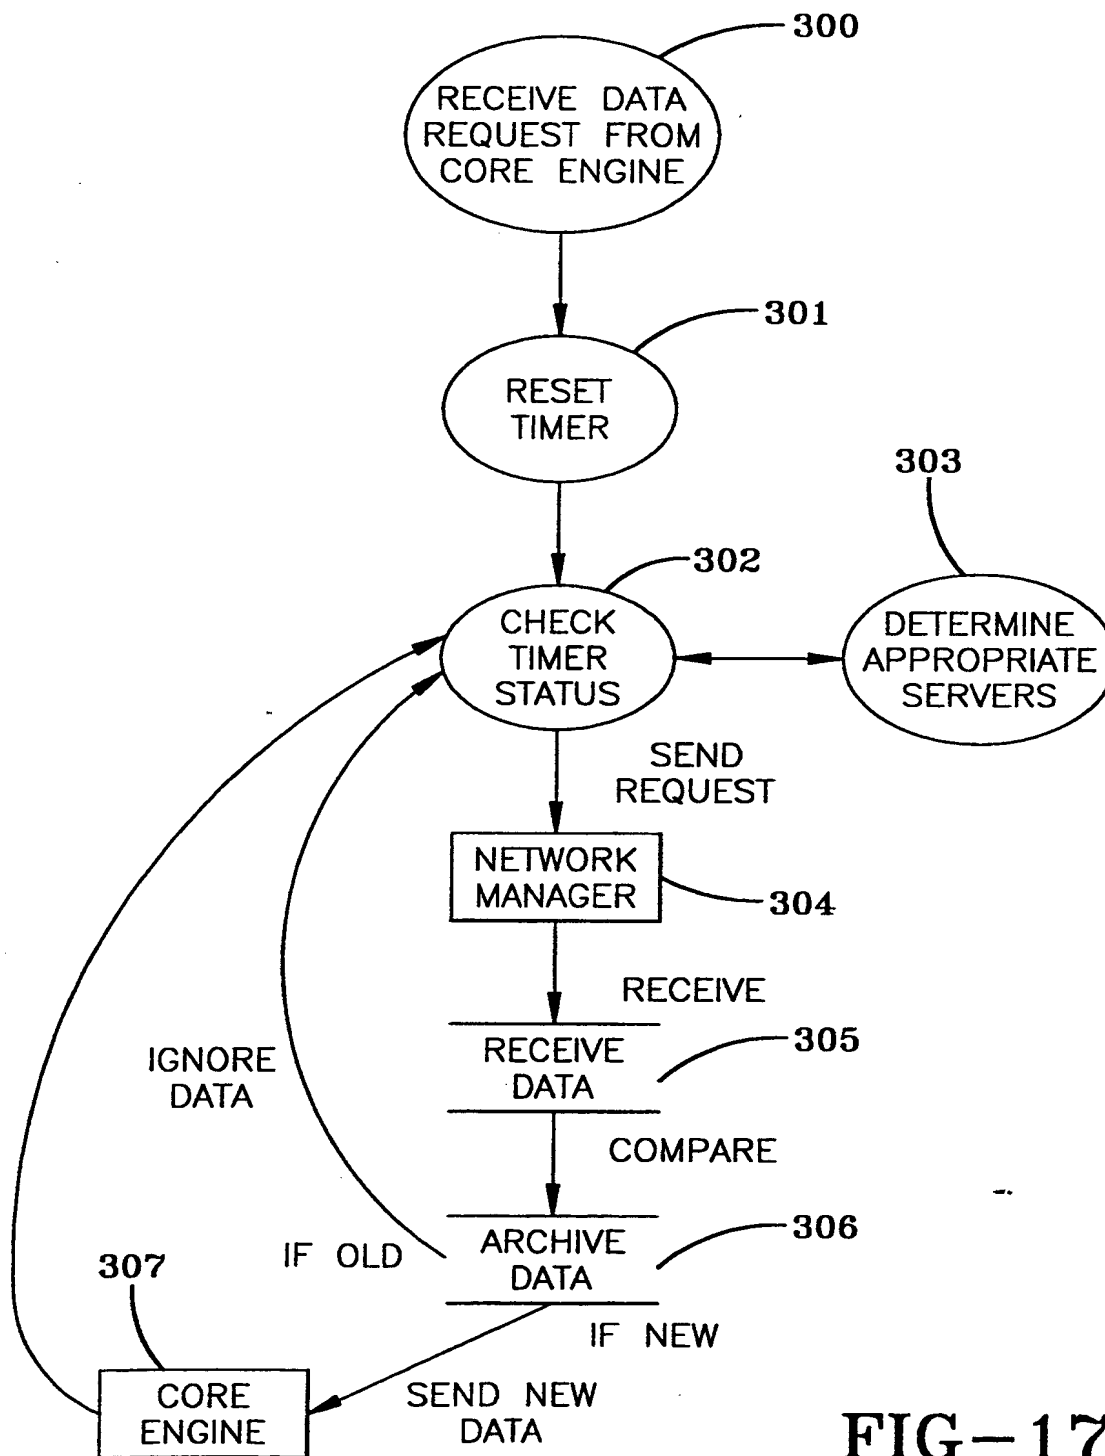 300
RECEIVE DATA
REQUEST FROM
CORE ENGINE
301
RESET
TIMER
303
302
CHECK
TIMER
STATUS
DETERMINE
APPROPRIATE
SERVERS
SEND
REQUEST
NETWORK
MANAGER
304
RECEIVE
RECEIVE
DATA
305
IGNORE
DATA
COMPARE
ARCHIVE
DATA
306
IF OLD
307
IF NEW
CORE
ENGINE
SEND NEW
DATA
FIG-17